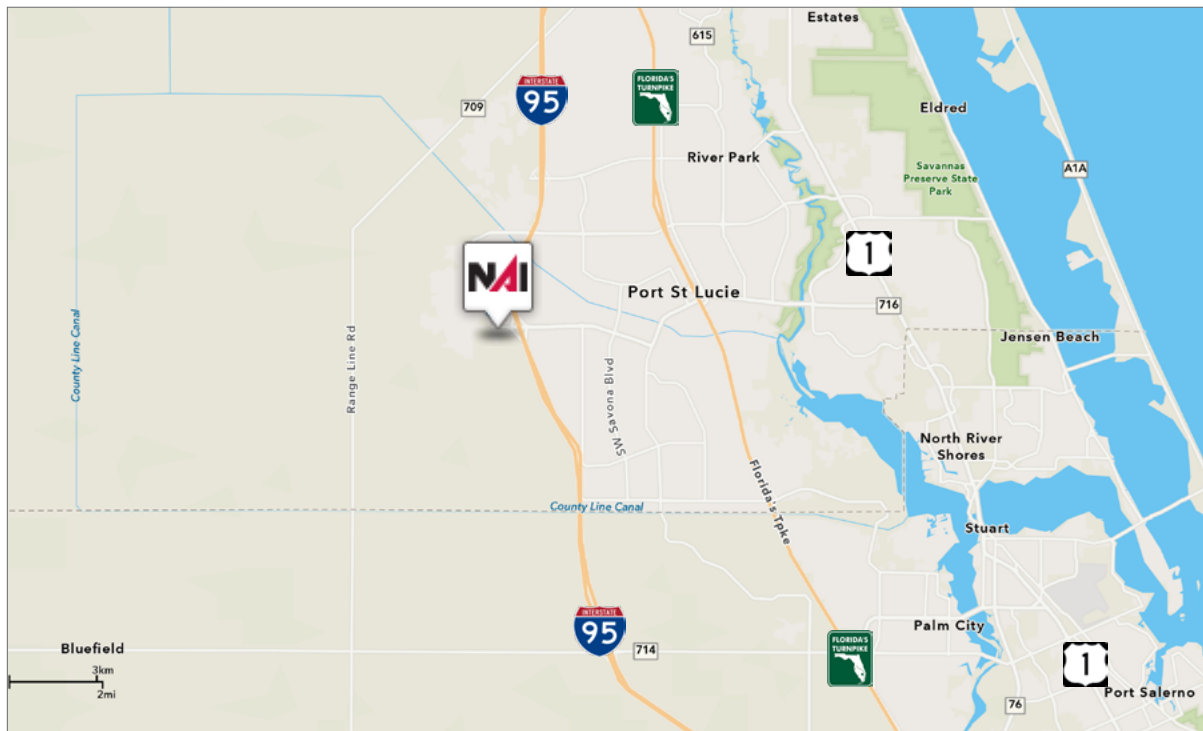 Estates
615
INTERSTATE
95
FLORIDA'S
TURNPIKE
709
Eldred
River Park
Savannas
Preserve State
Park
A1A
1
NAI
Port St Lucie
716
Jensen Beach
County Line Canal
Range Line Rd
SW Savona Blvd
North River
Shores
Florida's Tpke
County Line Canal
Stuart
INTERSTATE
95
Palm City
Bluefield
714
FLORIDA'S
TURNPIKE
1
3km
2mi
Port Salerno
76